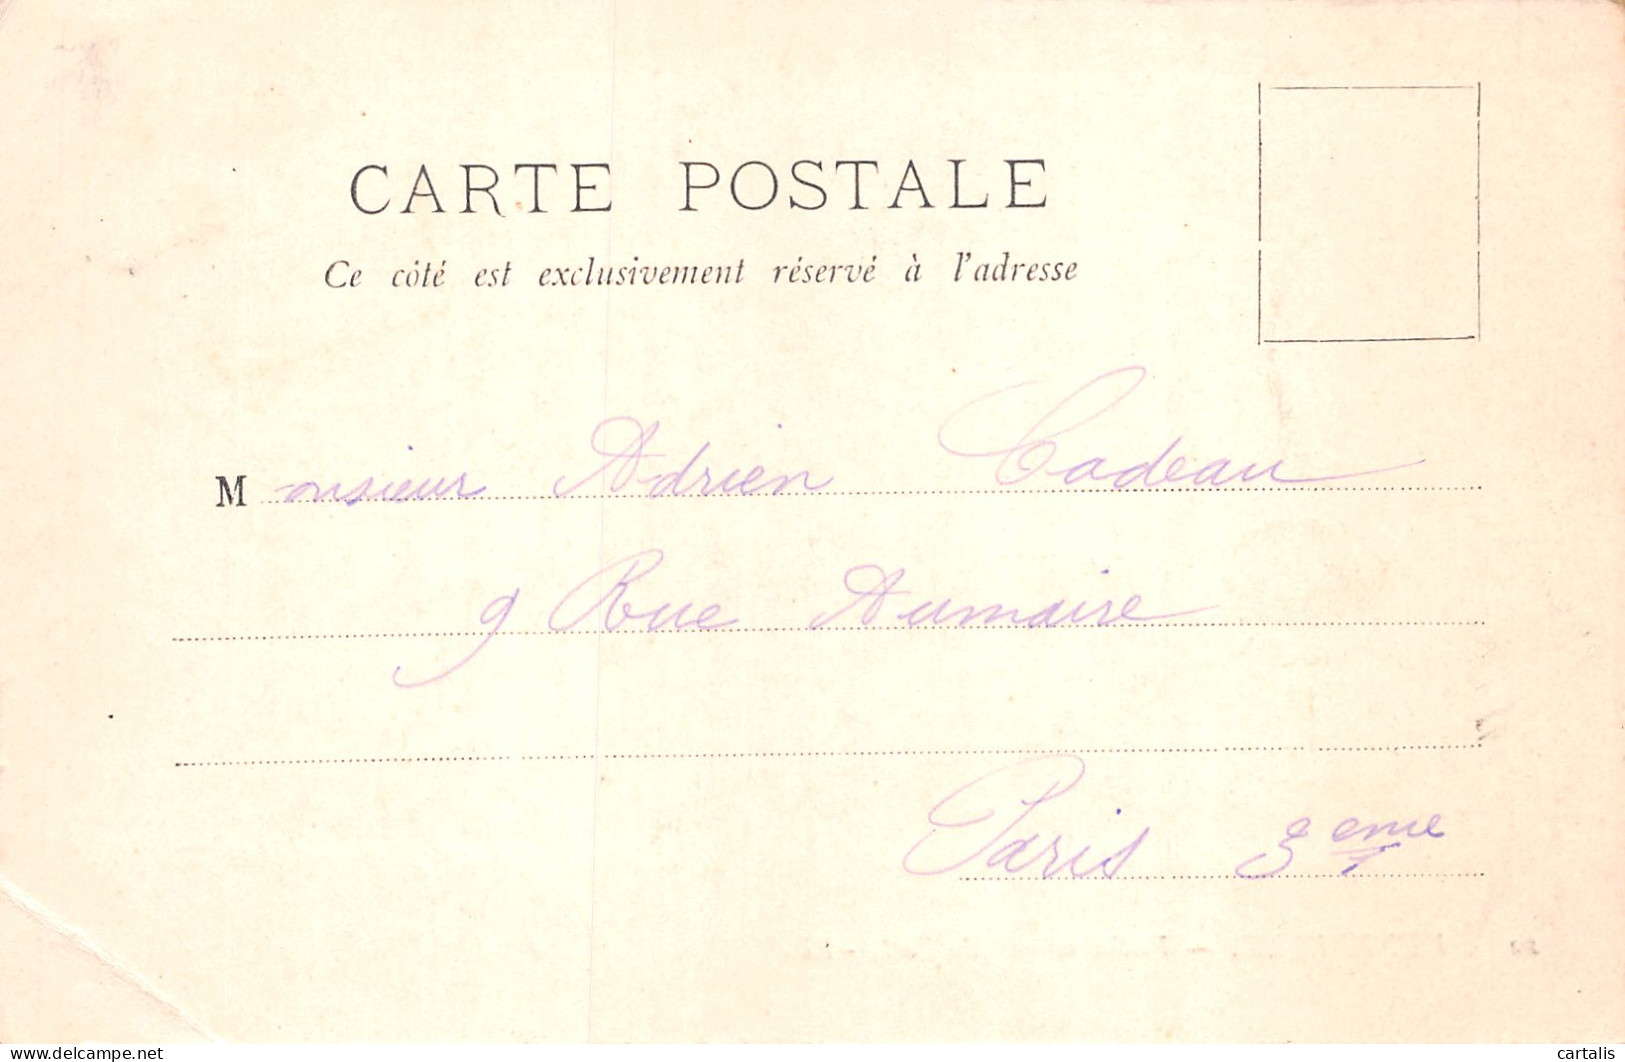 CARTE POSTALE
Ce côté est exclusivement réservé à l'adresse
Monsieur Adrien Cadeau
9 Rue Aumaire
Paris 3eme
www.delcampe.net
cartalis